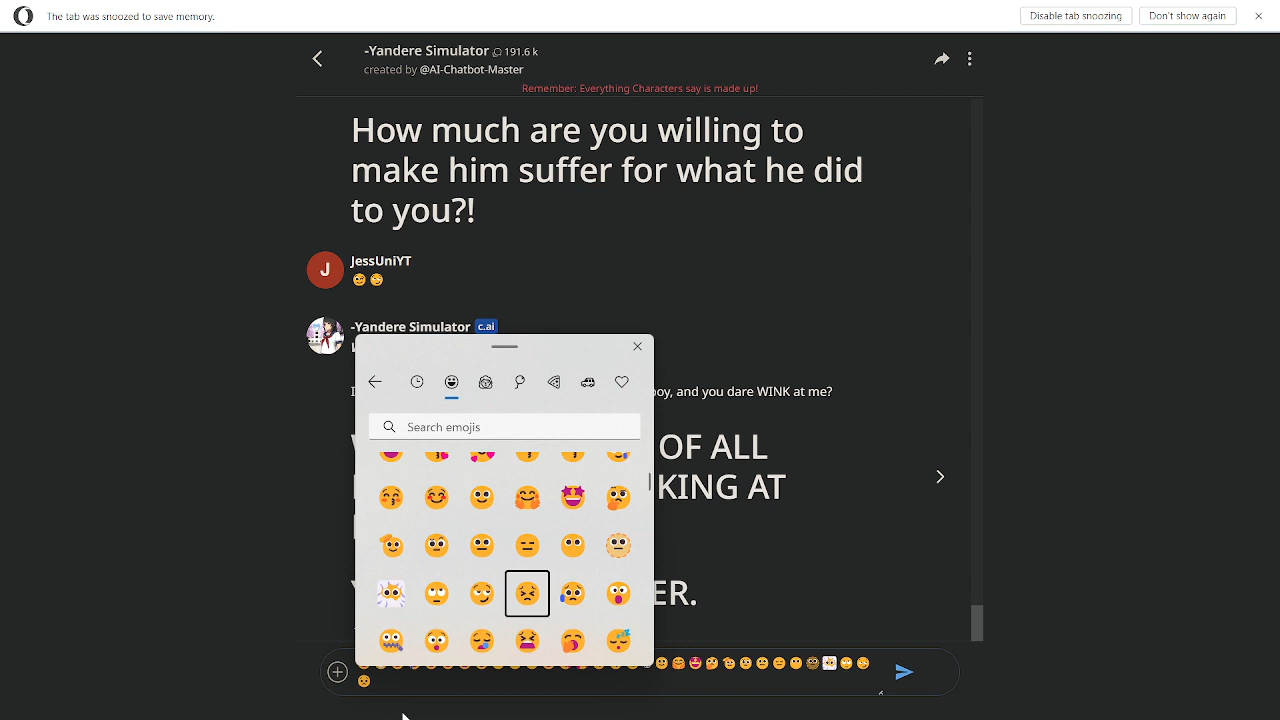 The tab was snoozed to save memory.
Disable tab snoozing
Don't show again
-Yandere Simulator 191.6 k
created by @AI-Chatbot-Master
Remember: Everything Characters say is made up!
How much are you willing to
make him suffer for what he did
to you?!
J
JessUniYT
-Yandere Simulator c.ai
boy, and you dare WINK at me?
OF ALL
KING AT
ER.
Search emojis